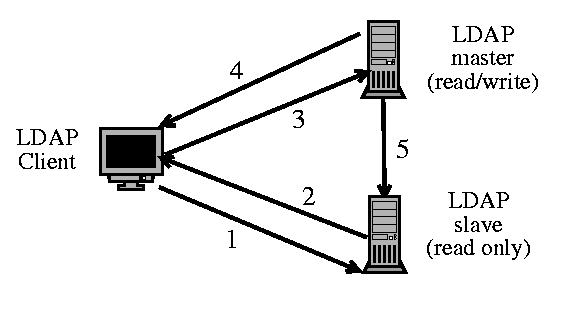 LDAP
master
(read/write)
4
3
LDAP
Client
5
2
1
LDAP
slave
(read only)